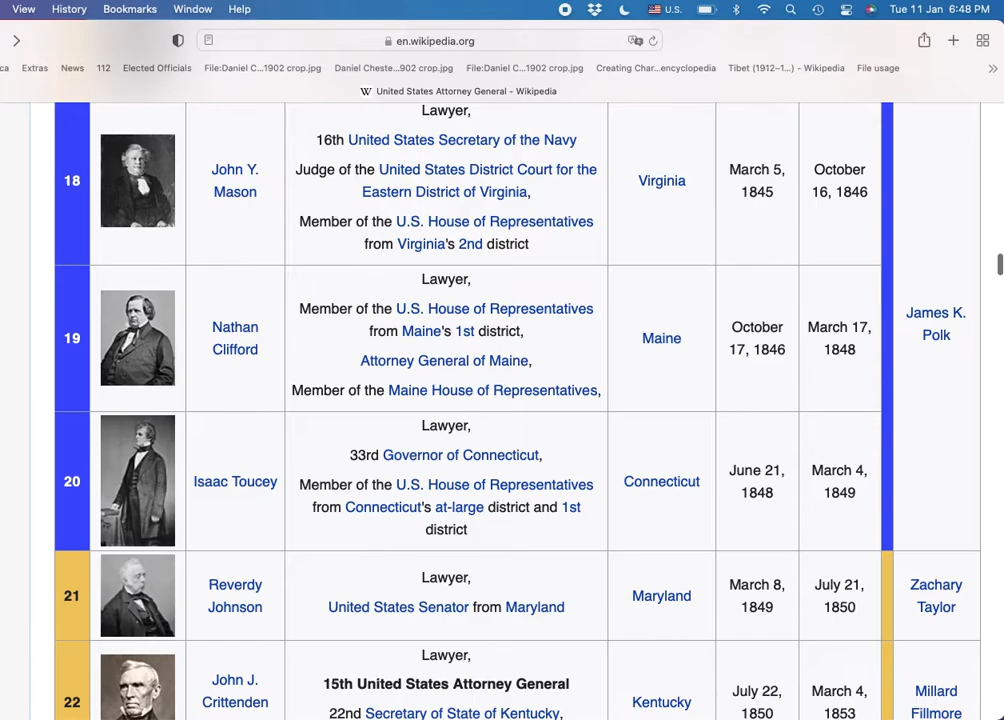 View History Bookmarks Window Help U.S. Tue 11 Jan 6:48 PM
en.wikipedia.org
ca Extras News 112 Elected Officials File:Daniel C...1902 crop.jpg Daniel Cheste...902 crop.jpg File:Daniel C...1902 crop.jpg Creating Char...encyclopedia Tibet (1912–1...) - Wikipedia File usage
W United States Attorney General - Wikipedia
18
John Y.
Mason
Lawyer,
16th United States Secretary of the Navy
Judge of the United States District Court for the
Eastern District of Virginia,
Member of the U.S. House of Representatives
from Virginia's 2nd district
Virginia
March 5,
1845
October
16, 1846
James K.
Polk
19
Nathan
Clifford
Lawyer,
Member of the U.S. House of Representatives
from Maine's 1st district,
Attorney General of Maine,
Member of the Maine House of Representatives,
Maine
October
17, 1846
March 17,
1848
20
Isaac Toucey
Lawyer,
33rd Governor of Connecticut,
Member of the U.S. House of Representatives
from Connecticut's at-large district and 1st
district
Connecticut
June 21,
1848
March 4,
1849
21
Reverdy
Johnson
Lawyer,
United States Senator from Maryland
Maryland
March 8,
1849
July 21,
1850
Zachary
Taylor
22
John J.
Crittenden
Lawyer,
15th United States Attorney General
22nd Secretary of State of Kentucky,
Kentucky
July 22,
1850
March 4,
1853
Millard
Fillmore